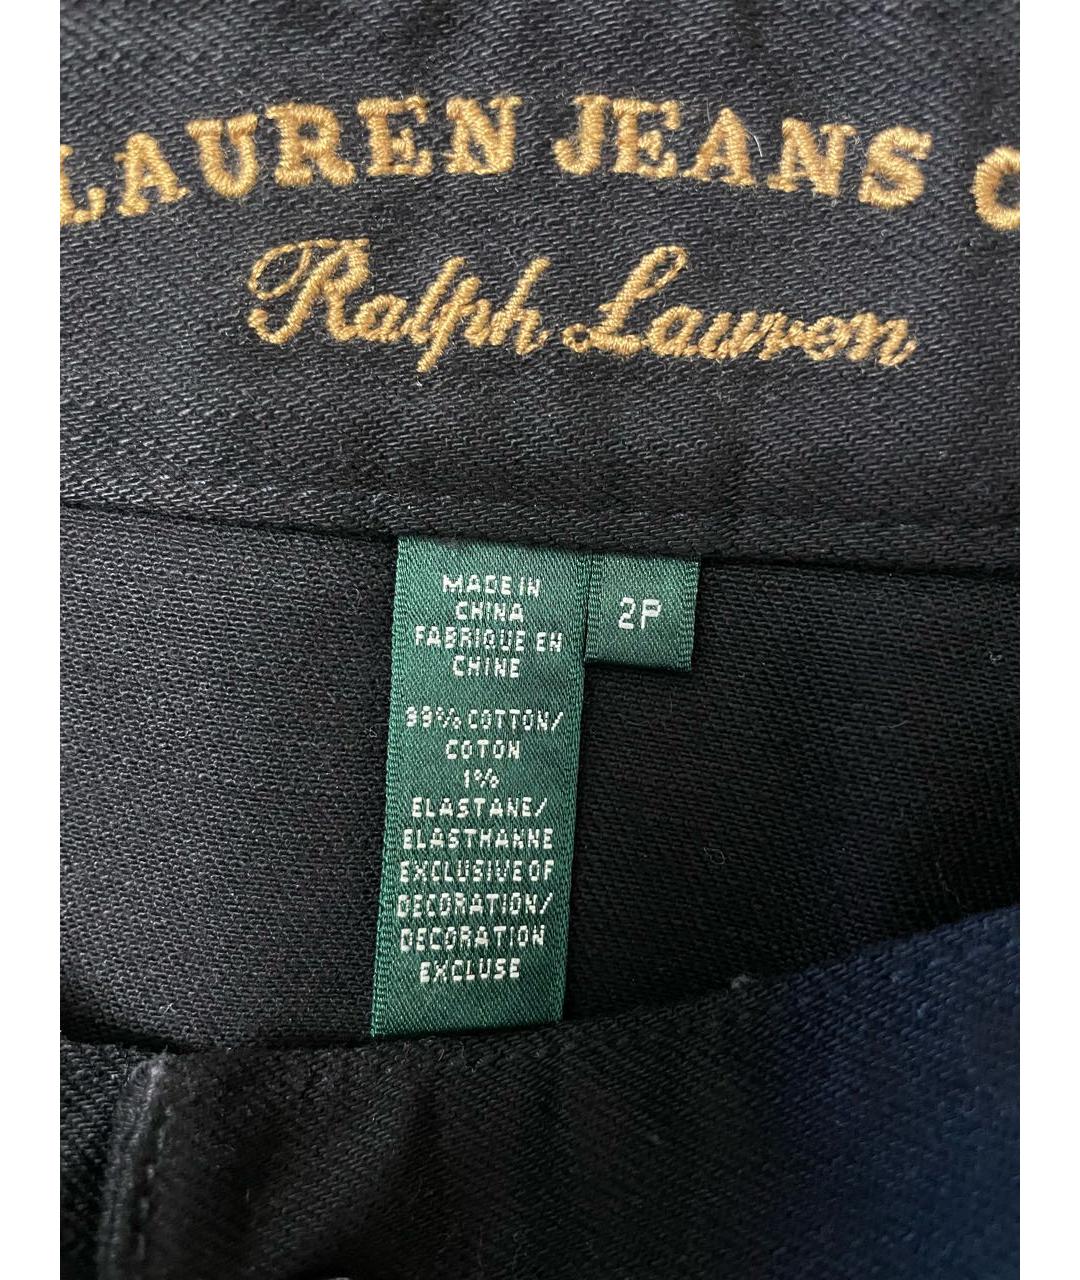 LAUREN JEANS C
Ralph Lauren
MADE IN
CHINA
FABRIQUE EN
CHINE
99% COTTON/
COTON
1%
ELASTANE/
ELASTHANNE
EXCLUSIVE OF
DECORATION/
DECORATION
EXCLUSE
2P